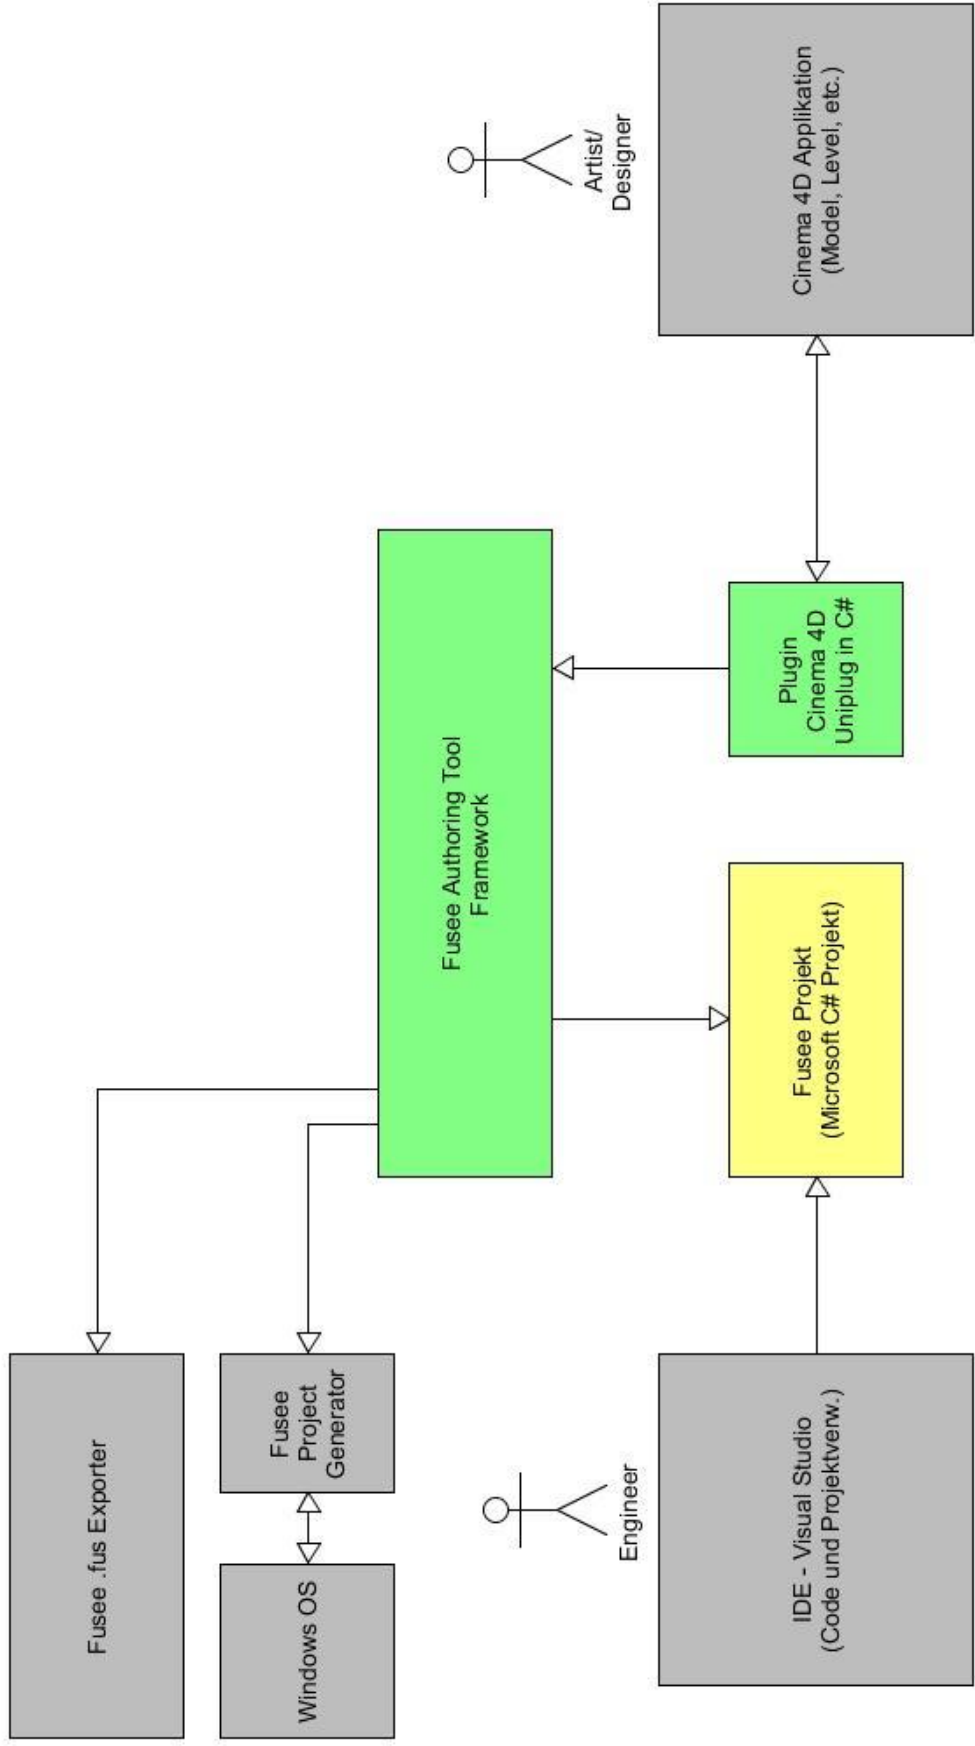 Fusee .fus Exporter
Windows OS
Fusee
Project
Generator
Fusee Authoring Tool
Framework
Engineer
Artist/
Designer
IDE - Visual Studio
(Code und Projektverw.)
Fusee Projekt
(Microsoft C# Projekt)
Plugin
Cinema 4D
Uniplug in C#
Cinema 4D Applikation
(Model, Level, etc.)